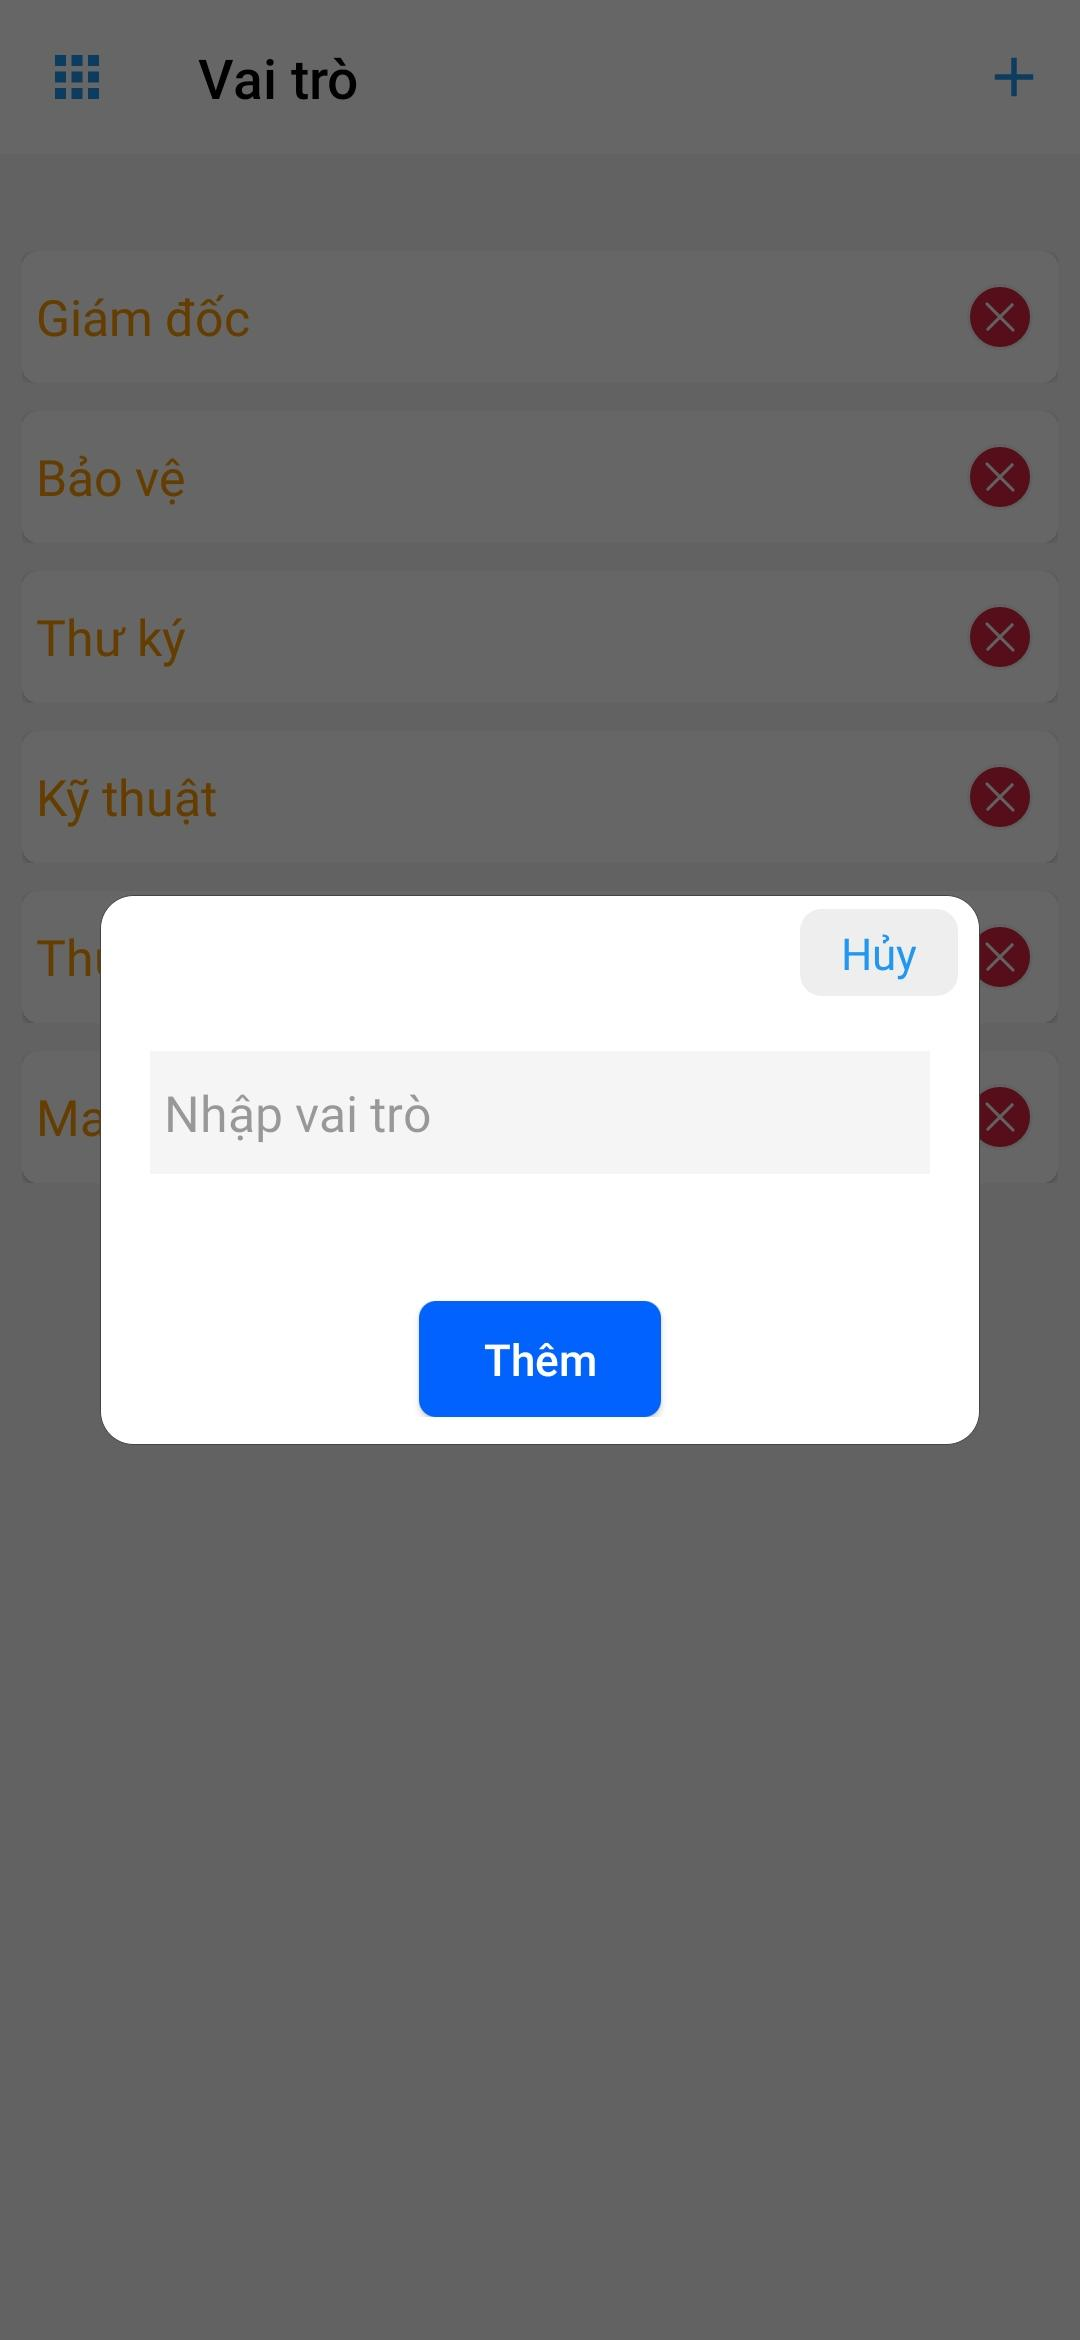 Vai trò
Giám đốc
Bảo vệ
Thư ký
Kỹ thuật
Hủy
Nhập vai trò
Thêm